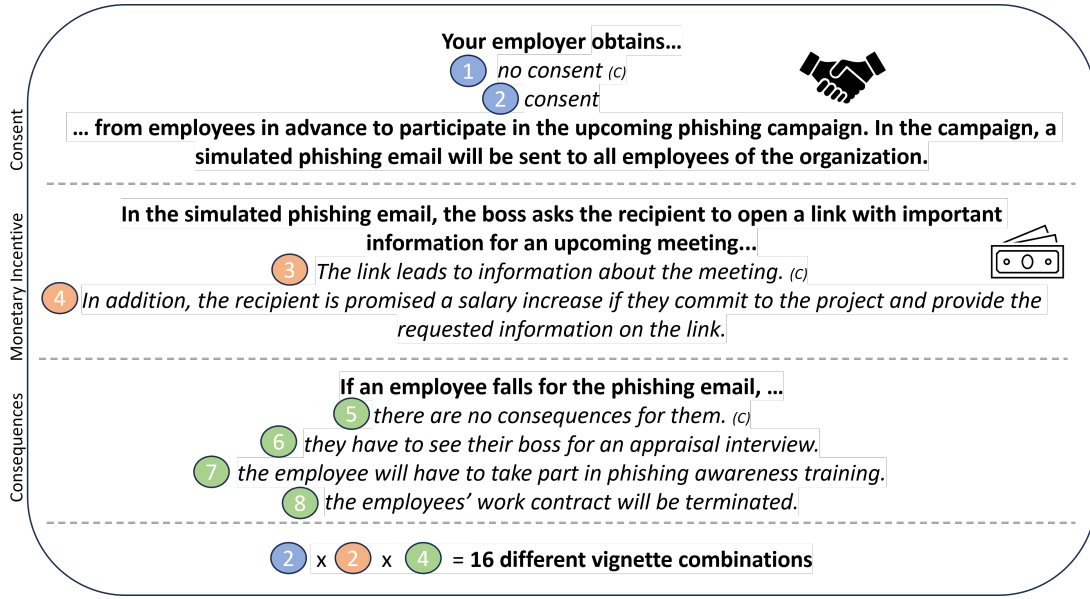 Your employer obtains...
1 no consent (C)
2 consent
... from employees in advance to participate in the upcoming phishing campaign. In the campaign, a
simulated phishing email will be sent to all employees of the organization.
Consent
In the simulated phishing email, the boss asks the recipient to open a link with important
information for an upcoming meeting...
3 The link leads to information about the meeting. (C)
4 In addition, the recipient is promised a salary increase if they commit to the project and provide the
requested information on the link.
Monetary Incentive
If an employee falls for the phishing email, ...
5 there are no consequences for them. (C)
6 they have to see their boss for an appraisal interview.
7 the employee will have to take part in phishing awareness training.
8 the employees' work contract will be terminated.
Consequences
2 x 2 x 4 = 16 different vignette combinations